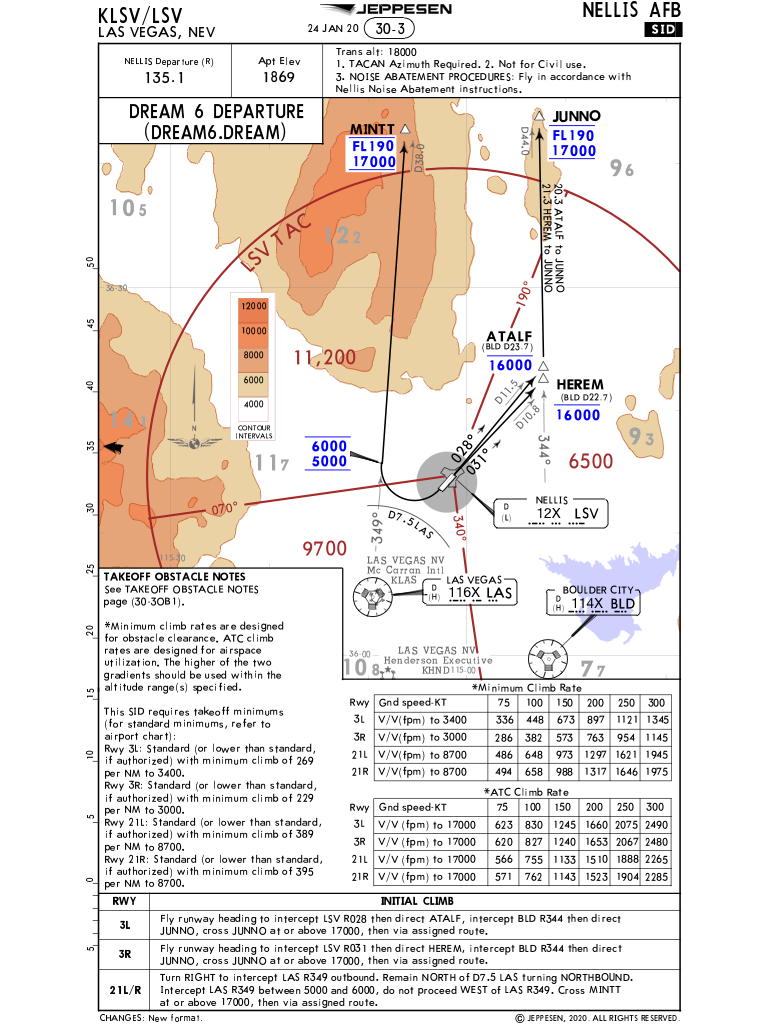 KLSV/LSV
LAS VEGAS, NEV
JEPPESEN
24 JAN 20
30-3
NELLIS AFB
SID
NELLIS Departure (R)
135.1
Apt Elev
1869
Trans alt: 18000
1. TACAN Azimuth Required. 2. Not for Civil use.
3. NOISE ABATEMENT PROCEDURES: Fly in accordance with
Nellis Noise Abatement instructions.
DREAM 6 DEPARTURE
(DREAM6.DREAM)
MINTT
FL190
17000
D38.0
JUNNO
FL190
17000
D44.0
96
105
122
LSV TAC
20.3 ATALF to JUNNO
21.3 HEREM to JUNNO
190°
50
36-30
45
12000
10000
8000
6000
4000
CONTOUR
INTERVALS
11,200
ATALF
(BLD D23.7)
16000
HEREM
(BLD D22.7)
16000
D11.5
D10.8
40
141
N
35
117
6000
5000
028°
031°
344°
93
6500
NELLIS
D
(L)
12X LSV
070°
30
349°
D7.5 LAS
340°
9700
115-30
25
LAS VEGAS NV
Mc Carran Intl
KLAS
LAS VEGAS
D
(H)
116X LAS
BOULDER CITY
D
(H)
114X BLD
36-00
108
LAS VEGAS NV
Henderson Executive
KHND
115-00
77
TAKEOFF OBSTACLE NOTES
See TAKEOFF OBSTACLE NOTES
page (30-3OB1).
*Minimum climb rates are designed
for obstacle clearance. ATC climb
rates are designed for airspace
utilization. The higher of the two
gradients should be used within the
altitude range(s) specified.
This SID requires takeoff minimums
(for standard minimums, refer to
airport chart):
Rwy 3L: Standard (or lower than standard,
if authorized) with minimum climb of 269
per NM to 3400.
Rwy 3R: Standard (or lower than standard,
if authorized) with minimum climb of 229
per NM to 3000.
Rwy 21L: Standard (or lower than standard,
if authorized) with minimum climb of 389
per NM to 8700.
Rwy 21R: Standard (or lower than standard,
if authorized) with minimum climb of 395
per NM to 8700.
20
15
10
5
0
5
*Minimum Climb Rate
Rwy Gnd speed-KT 75 100 150 200 250 300
3L V/V(fpm) to 3400 336 448 673 897 1121 1345
3R V/V(fpm) to 3000 286 382 573 763 954 1145
21L V/V(fpm) to 8700 486 648 973 1297 1621 1945
21R V/V(fpm) to 8700 494 658 988 1317 1646 1975
*ATC Climb Rate
Rwy Gnd speed-KT 75 100 150 200 250 300
3L V/V (fpm) to 17000 623 830 1245 1660 2075 2490
3R V/V (fpm) to 17000 620 827 1240 1653 2067 2480
21L V/V (fpm) to 17000 566 755 1133 1510 1888 2265
21R V/V (fpm) to 17000 571 762 1143 1523 1904 2285
RWY INITIAL CLIMB
3L
Fly runway heading to intercept LSV R028 then direct ATALF, intercept BLD R344 then direct
JUNNO, cross JUNNO at or above 17000, then via assigned route.
3R
Fly runway heading to intercept LSV R031 then direct HEREM, intercept BLD R344 then direct
JUNNO, cross JUNNO at or above 17000, then via assigned route.
21L/R
Turn RIGHT to intercept LAS R349 outbound. Remain NORTH of D7.5 LAS turning NORTHBOUND.
Intercept LAS R349 between 5000 and 6000, do not proceed WEST of LAS R349. Cross MINTT
at or above 17000, then via assigned route.
CHANGES: New format.
© JEPPESEN, 2020. ALL RIGHTS RESERVED.